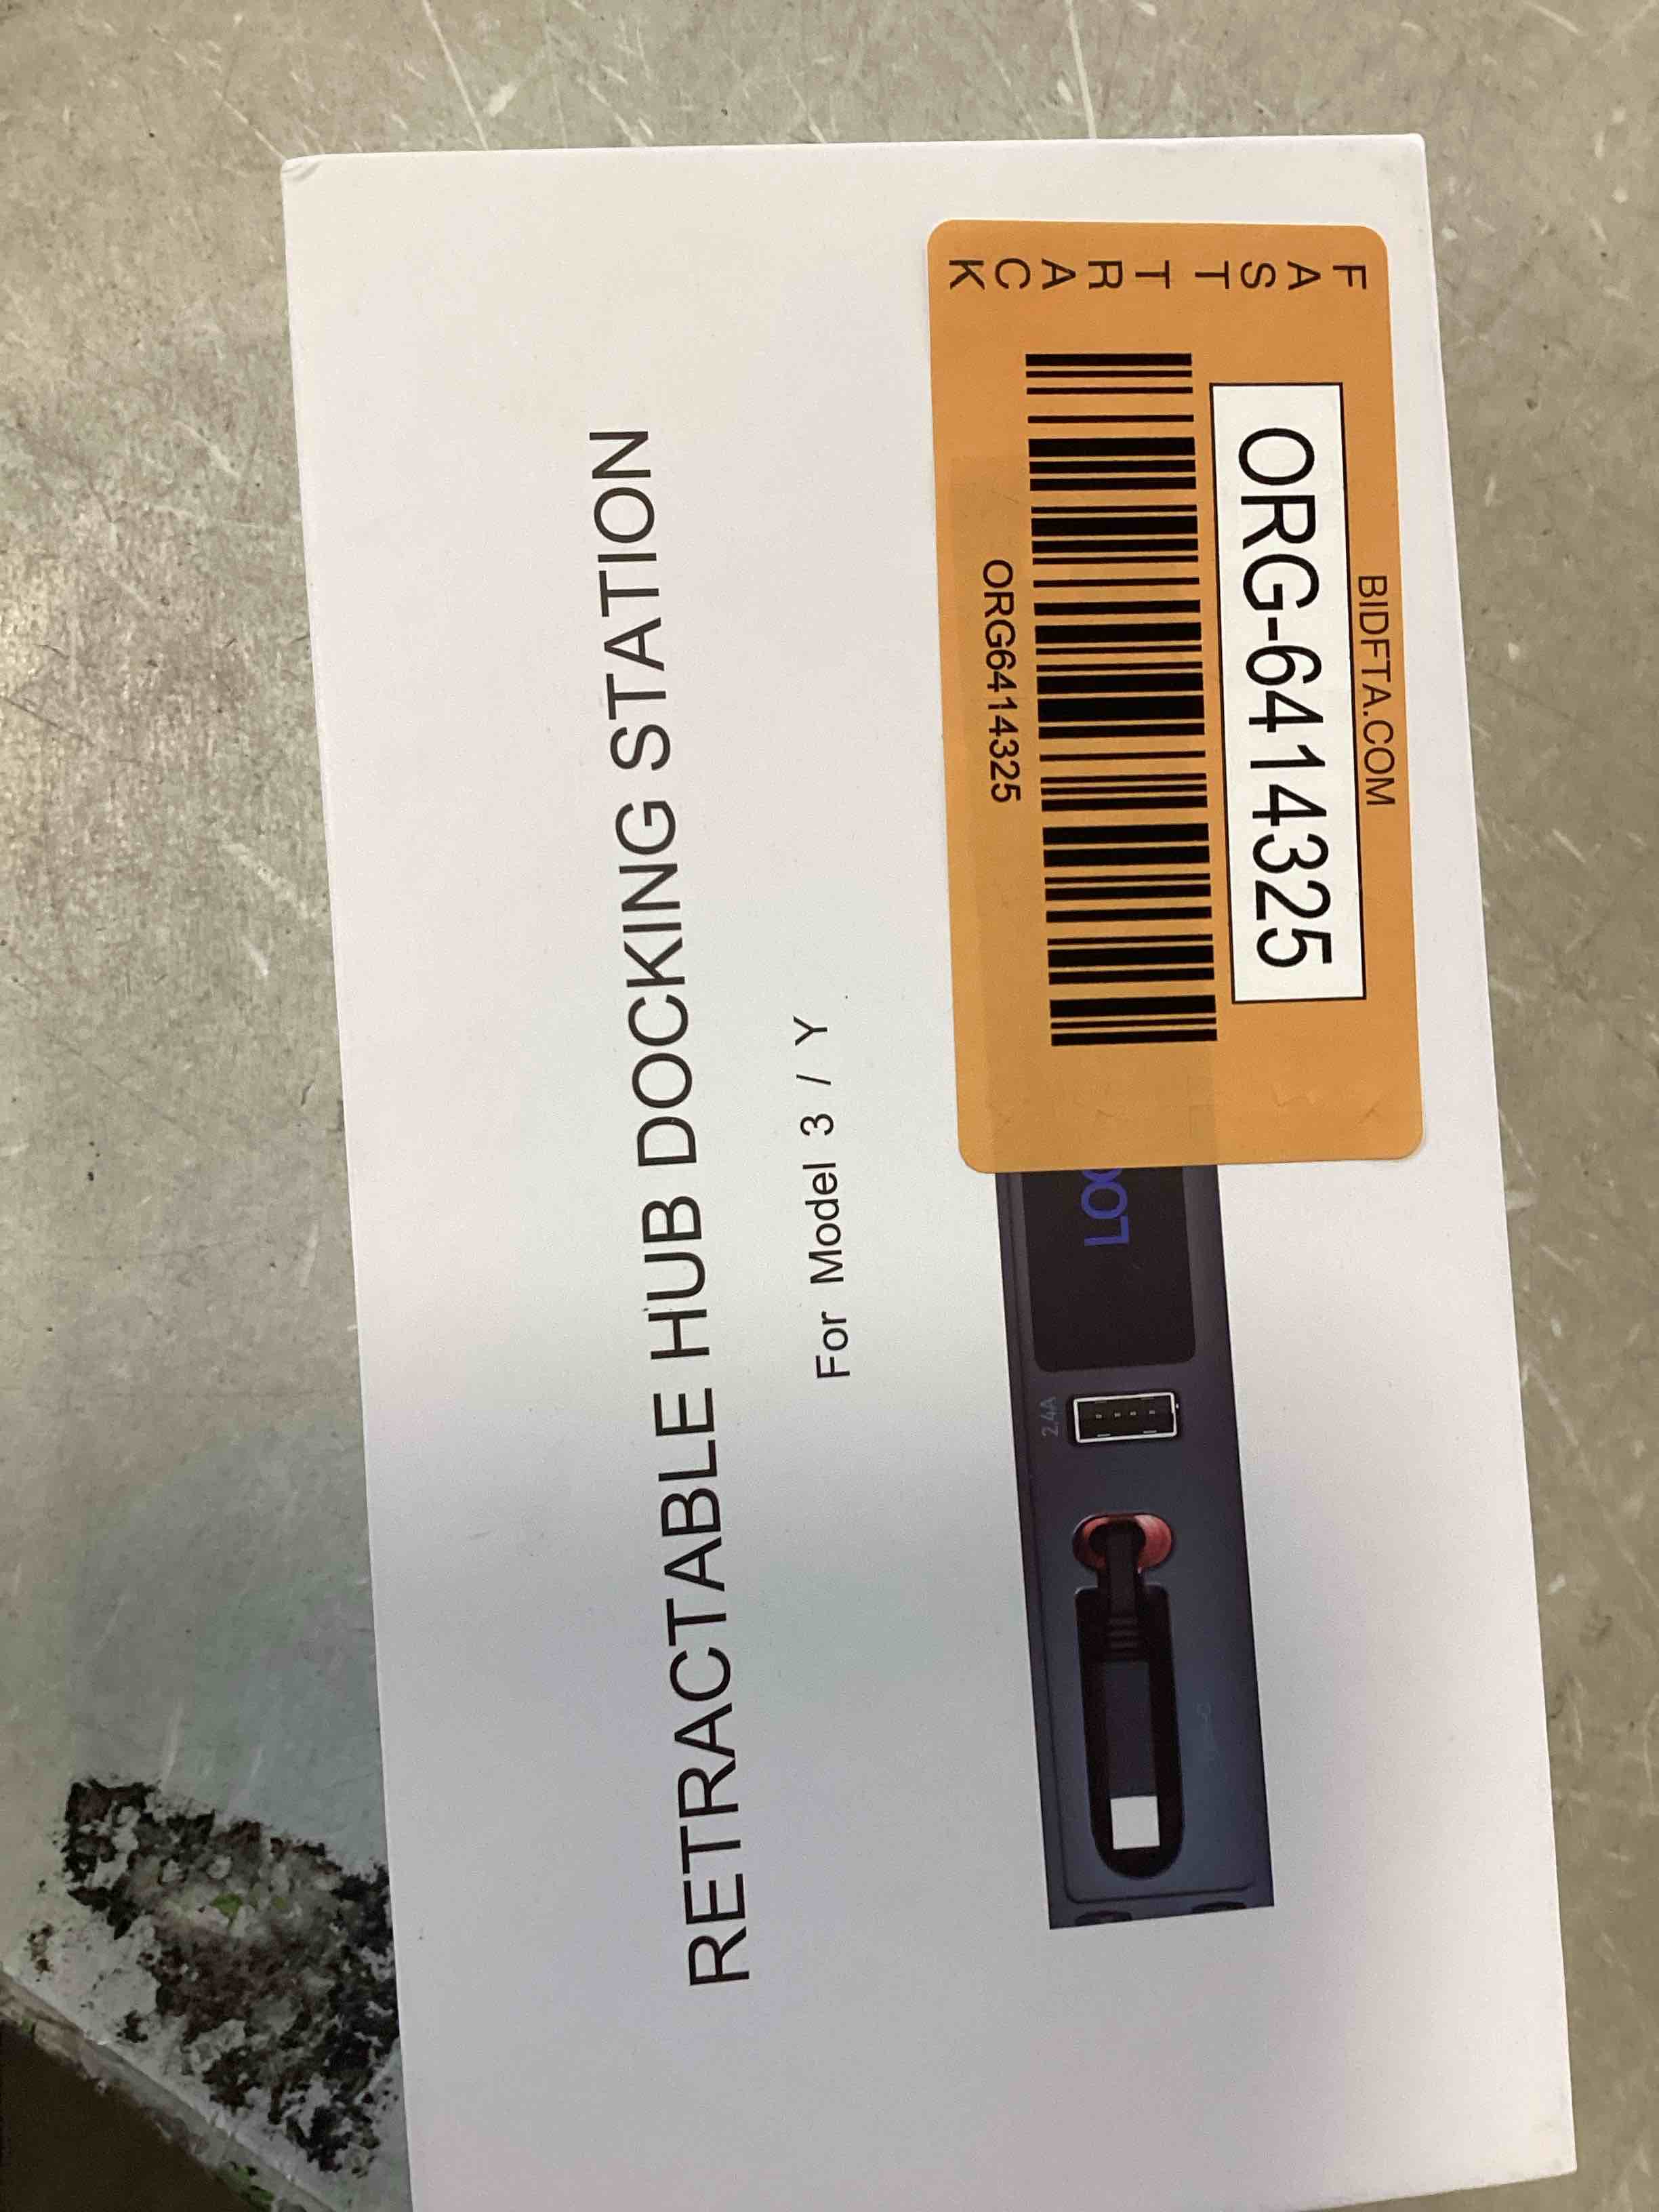 RETRACTABLE HUB DOCKING STATION
For Model 3 / Y
2.4A
BIDFTA.COM
ORG-6414325
ORG6414325
FAST TRACK